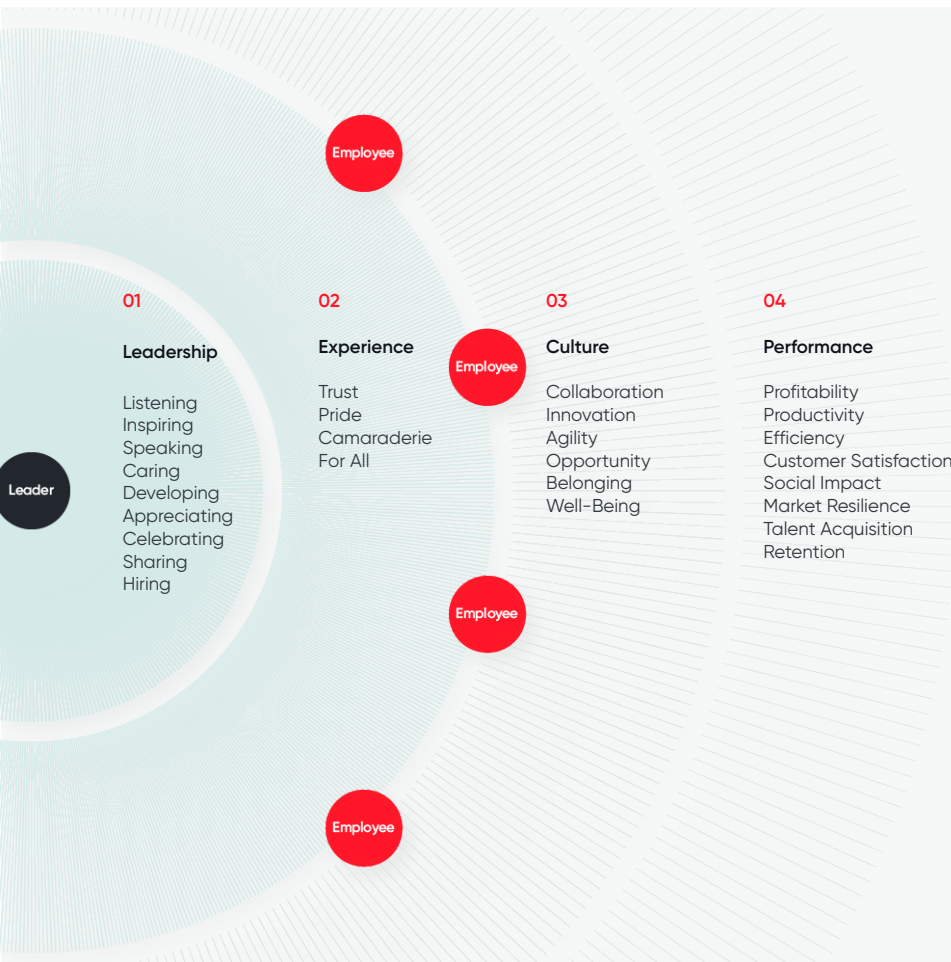 Employee
01
Leadership
Listening
Inspiring
Speaking
Caring
Developing
Appreciating
Celebrating
Sharing
Hiring
02
Experience
Trust
Pride
Camaraderie
For All
03
Culture
Collaboration
Innovation
Agility
Opportunity
Belonging
Well-Being
04
Performance
Profitability
Productivity
Efficiency
Customer Satisfaction
Social Impact
Market Resilience
Talent Acquisition
Retention
Employee
Leader
Employee
Employee